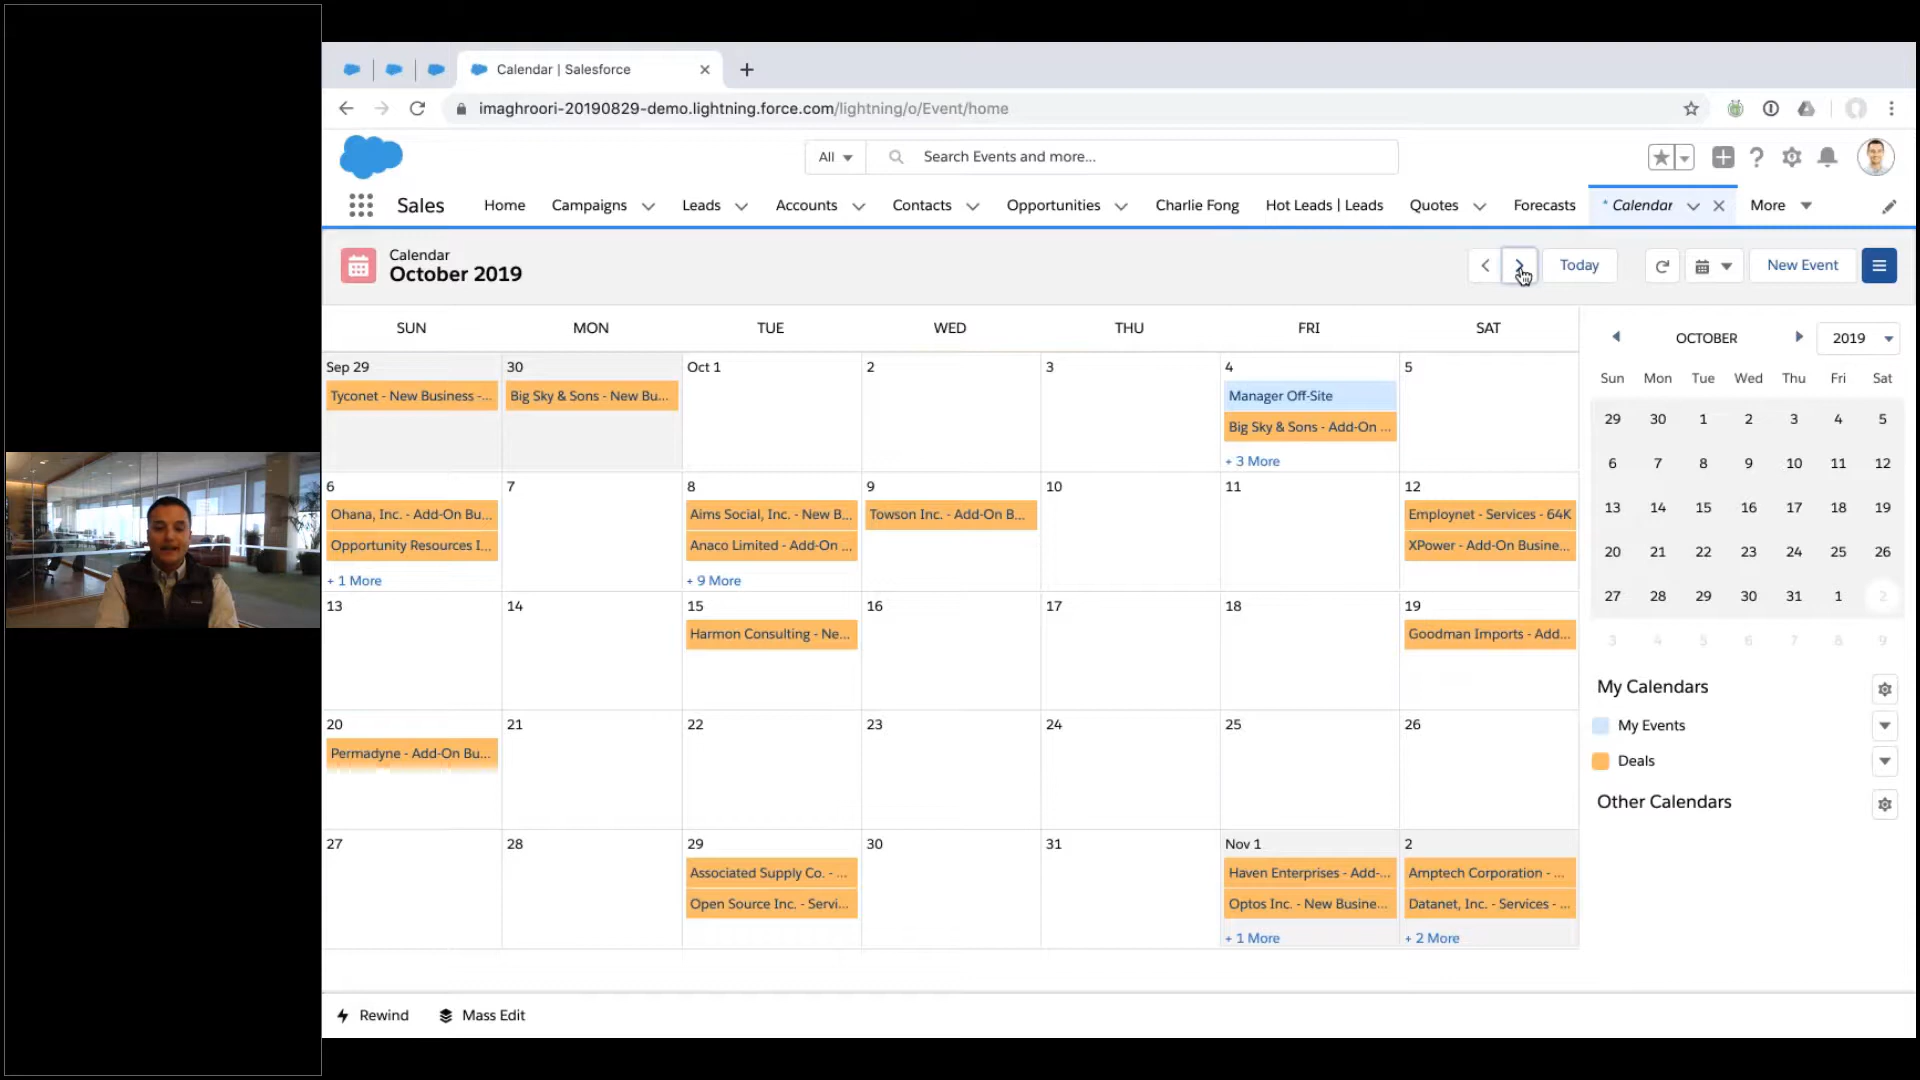 Calendar | Salesforce
imaghroori-20190829-demo.lightning.force.com/lightning/o/Event/home
All Search Events and more...
Sales Home Campaigns Leads Accounts Contacts Opportunities Charlie Fong Hot Leads | Leads Quotes Forecasts * Calendar More
Calendar
October 2019
Today New Event
SUN MON TUE WED THU FRI SAT
Sep 29 30 Oct 1 2 3 4 5
Tyconet - New Business -... Big Sky & Sons - New Bu... Manager Off-Site
Big Sky & Sons - Add-On ...
+ 3 More
6 7 8 9 10 11 12
Ohana, Inc. - Add-On Bu... Aims Social, Inc. - New B... Towson Inc. - Add-On B... Employnet - Services - 64K
Opportunity Resources I... Anaco Limited - Add-On ... XPower - Add-On Busine...
+ 1 More + 9 More
13 14 15 16 17 18 19
Harmon Consulting - Ne... Goodman Imports - Add...
20 21 22 23 24 25 26
Permadyne - Add-On Bu...
27 28 29 30 31 Nov 1 2
Associated Supply Co. - ... Haven Enterprises - Add-... Amptech Corporation - ...
Open Source Inc. - Servi... Optos Inc. - New Busine... Datanet, Inc. - Services - ...
+ 1 More + 2 More
OCTOBER 2019
Sun Mon Tue Wed Thu Fri Sat
29 30 1 2 3 4 5
6 7 8 9 10 11 12
13 14 15 16 17 18 19
20 21 22 23 24 25 26
27 28 29 30 31 1 2
3 4 5 6 7 8 9
My Calendars
My Events
Deals
Other Calendars
Rewind Mass Edit